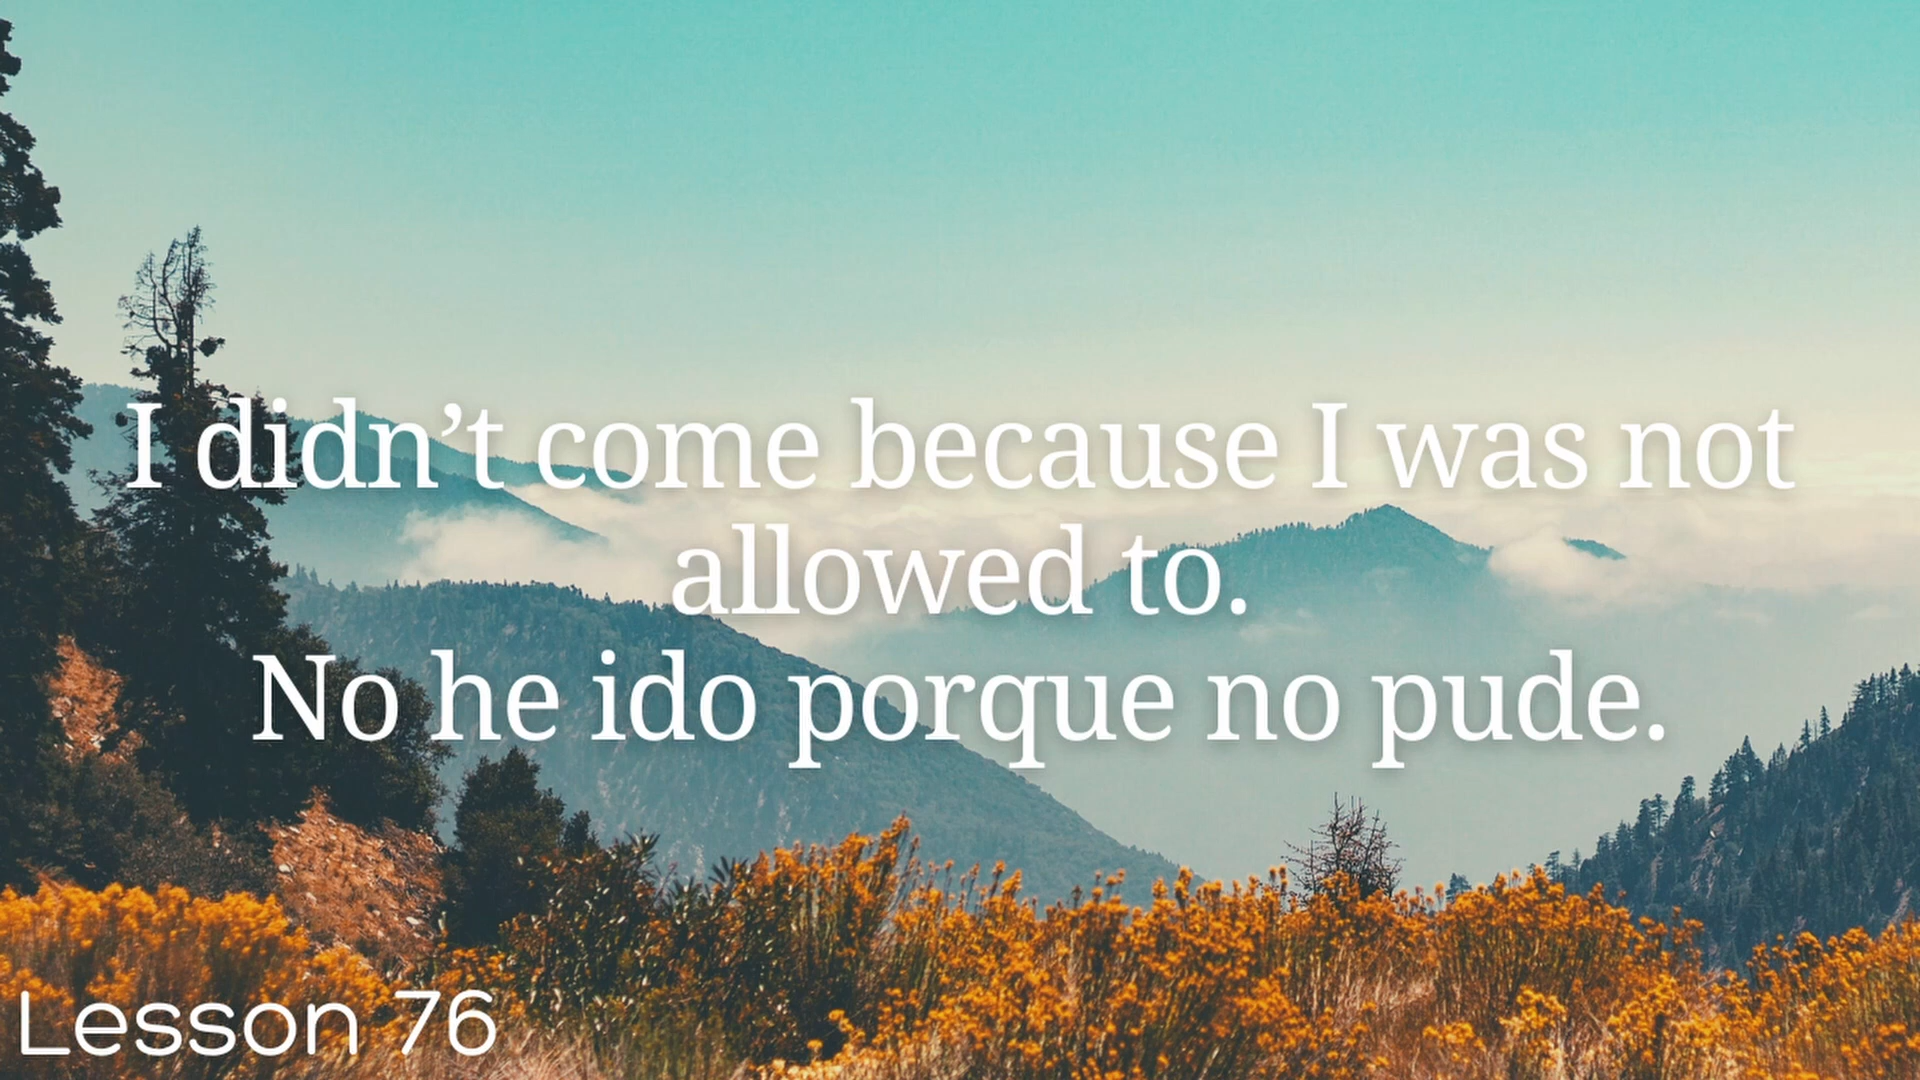 I didn’t come because I was not
allowed to.
No he ido porque no pude.
Lesson 76